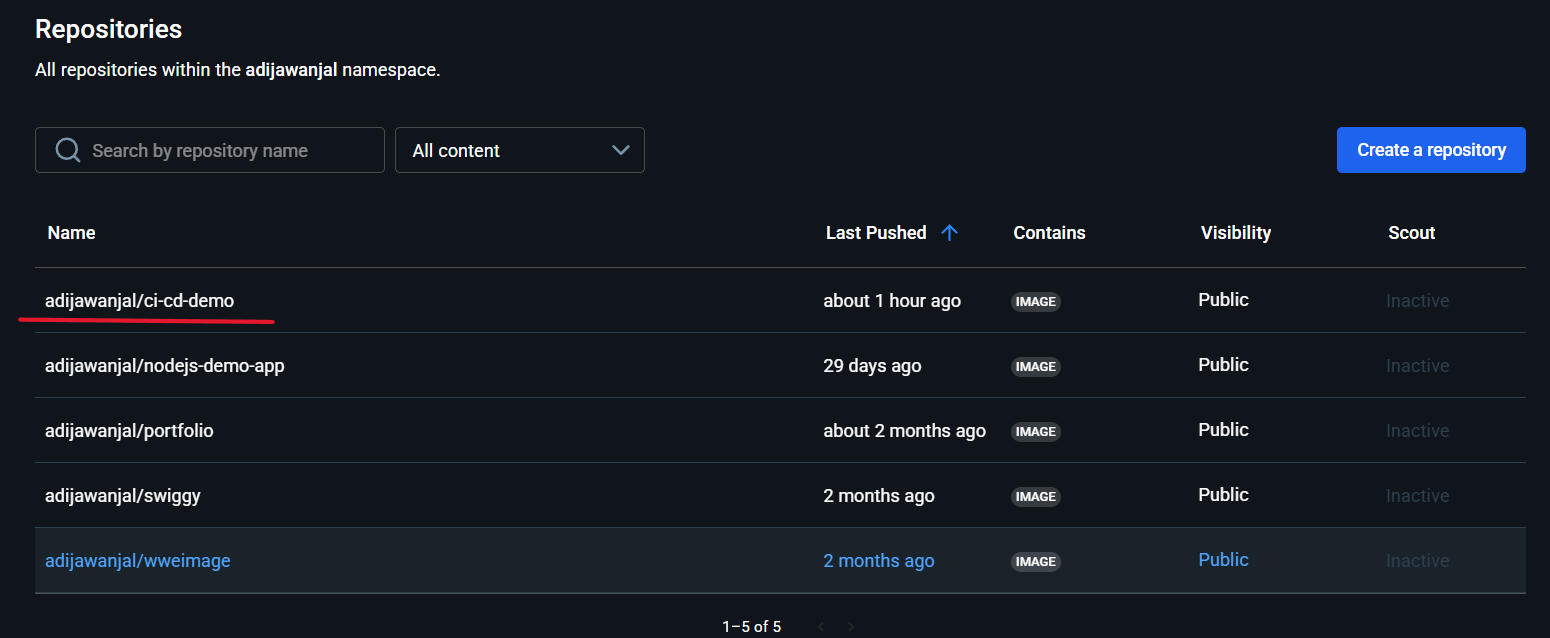 Repositories
All repositories within the adijawanjal namespace.
Search by repository name
All content
Create a repository
Name Last Pushed Contains Visibility Scout
adijawanjal/ci-cd-demo about 1 hour ago IMAGE Public Inactive
adijawanjal/nodejs-demo-app 29 days ago IMAGE Public Inactive
adijawanjal/portfolio about 2 months ago IMAGE Public Inactive
adijawanjal/swiggy 2 months ago IMAGE Public Inactive
adijawanjal/wweimage 2 months ago IMAGE Public Inactive
1–5 of 5